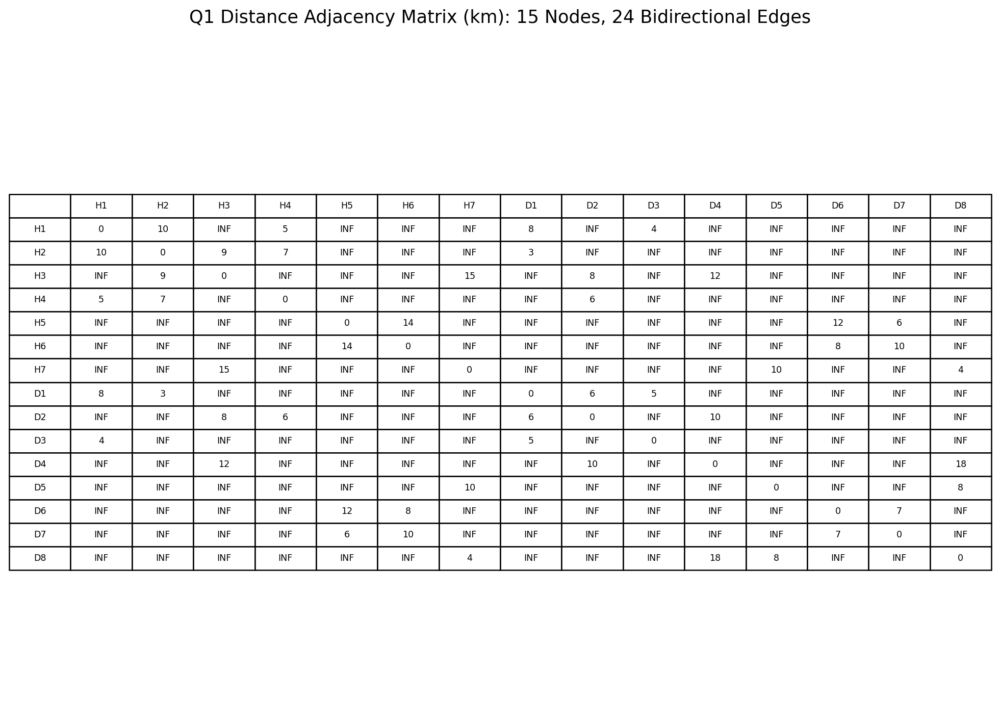 Q1 Distance Adjacency Matrix (km): 15 Nodes, 24 Bidirectional Edges
H1 H2 H3 H4 H5 H6 H7 D1 D2 D3 D4 D5 D6 D7 D8
H1 0 10 INF 5 INF INF INF 8 INF 4 INF INF INF INF INF
H2 10 0 9 7 INF INF INF 3 INF INF INF INF INF INF INF
H3 INF 9 0 INF INF INF 15 INF 8 INF 12 INF INF INF INF
H4 5 7 INF 0 INF INF INF INF 6 INF INF INF INF INF INF
H5 INF INF INF INF 0 14 INF INF INF INF INF INF 12 6 INF
H6 INF INF INF INF 14 0 INF INF INF INF INF INF 8 10 INF
H7 INF INF 15 INF INF INF 0 INF INF INF INF 10 INF INF 4
D1 8 3 INF INF INF INF INF 0 6 5 INF INF INF INF INF
D2 INF INF 8 6 INF INF INF 6 0 INF 10 INF INF INF INF
D3 4 INF INF INF INF INF INF 5 INF 0 INF INF INF INF INF
D4 INF INF 12 INF INF INF INF INF 10 INF 0 INF INF INF 18
D5 INF INF INF INF INF INF 10 INF INF INF INF 0 INF INF 8
D6 INF INF INF INF 12 8 INF INF INF INF INF INF 0 7 INF
D7 INF INF INF INF 6 10 INF INF INF INF INF INF 7 0 INF
D8 INF INF INF INF INF INF 4 INF INF INF 18 8 INF INF 0